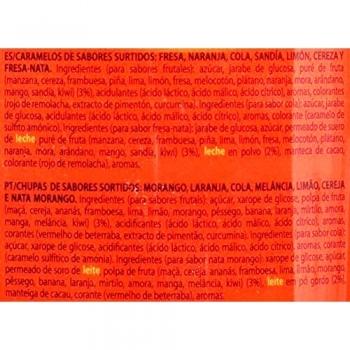 ES/CARAMELOS DE SABORES SURTIDOS: FRESA, NARANJA, COLA, SANDÍA, LIMÓN, CEREZA Y
FRESA-NATA. Ingredientes (para sabores frutales): azúcar, jarabe de glucosa, puré de fruta
(manzana, cereza, frambuesa, piña, lima, limón, fresa, melocotón, plátano, naranja, mora, arándano,
mango, sandía, kiwi) (3%), acidulantes (ácido láctico, ácido málico, ácido cítrico), aromas, colorantes
(rojo de remolacha, extracto de pimentón, curcumina). Ingredientes (para sabor cola): azúcar, jarabe
de glucosa, acidulantes (ácido láctico, ácido málico, ácido cítrico), aromas, colorante (caramelo de
sulfito amónico). Ingredientes (para sabor fresa-nata): jarabe de glucosa, azúcar, permeado de suero
de leche, puré de fruta (manzana, cereza, frambuesa, piña, lima, limón, fresa, melocotón, plátano,
naranja, mora, arándano, mango, sandía, kiwi) (3%), leche en polvo (2%), manteca de cacao,
colorante (rojo de remolacha), aromas.
PT/CHUPAS DE SABORES SORTIDOS: MORANGO, LARANJA, COLA, MELÂNCIA, LIMÃO, CEREJA
E NATA MORANGO. Ingredientes (para sabores frutais): azúcar, xarope de glicose, polpa de fruta
(maçã, cereja, ananás, framboesa, lima, limão, morango, pêssego, banana, laranja, mirtilo, amora,
manga, melancia, kiwi) (3%), acidificantes (ácido láctico, ácido málico, ácido cítrico), aromas, corantes
(vermelho de beterraba, extrato de pimentão, curcumina). Ingredientes (para sabor cola):
açúcar, xarope de glicose, acidificantes (ácido láctico, ácido málico, ácido cítrico), aromas, corante
(caramelo sulfítico de amonio). Ingredientes (para sabor nata morango): xarope de glicose, açúcar,
permeado de soro de leite, polpa de fruta (maçã, cereja, ananás, framboesa, lima, limão, morango,
pêssego, banana, laranja, mirtilo, amora, manga, melancia, kiwi) (3%), leite em pó gordo (2%),
manteiga de cacau, corante (vermelho de beterraba), aromas.